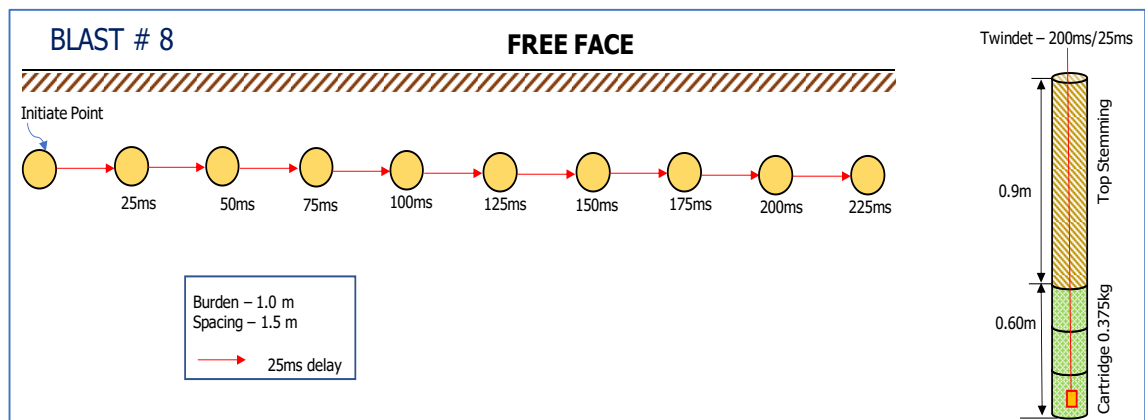 BLAST # 8
FREE FACE
Twindet – 200ms/25ms
Initiate Point
25ms
50ms
75ms
100ms
125ms
150ms
175ms
200ms
225ms
Burden – 1.0 m
Spacing – 1.5 m
25ms delay
0.9m
Top Stemming
0.60m
Cartridge 0.375kg